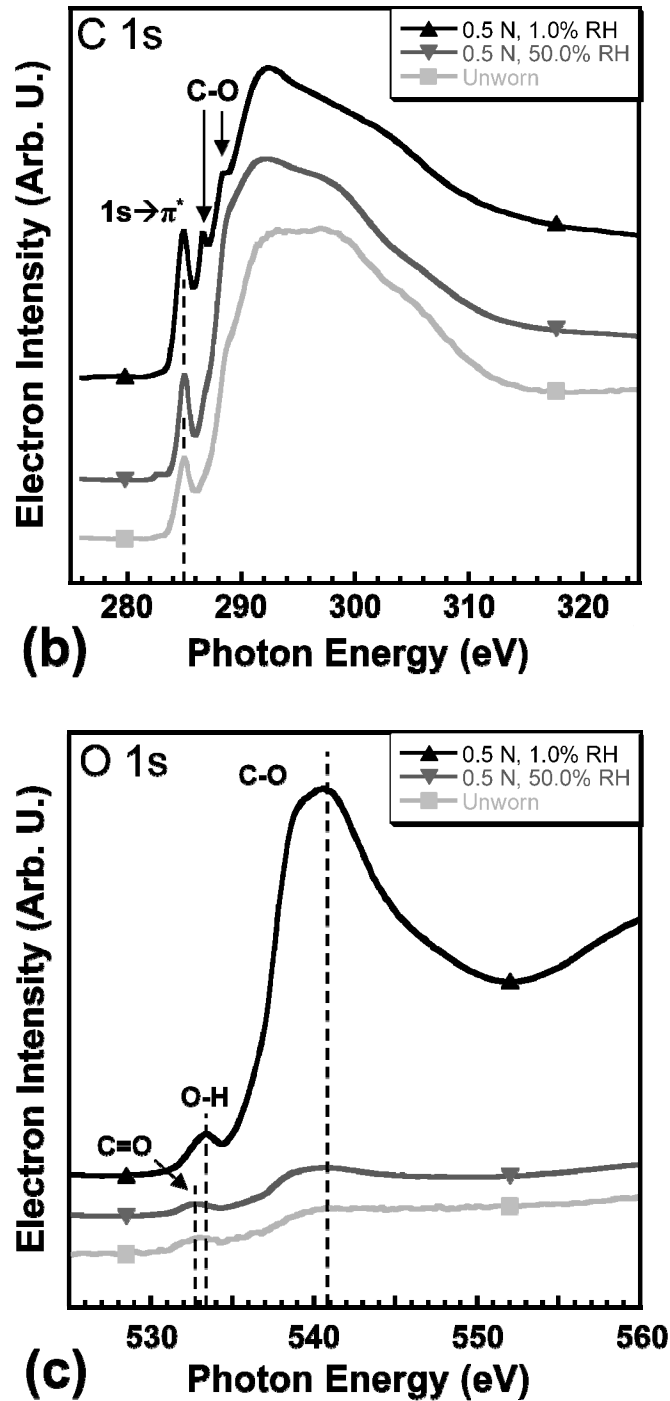 C 1s
0.5 N, 1.0% RH
0.5 N, 50.0% RH
Unworn
C-O
1s→π*
Electron Intensity (Arb. U.)
280 290 300 310 320
Photon Energy (eV)
(b)
O 1s
0.5 N, 1.0% RH
0.5 N, 50.0% RH
Unworn
C-O
O-H
C=O
Electron Intensity (Arb. U.)
530 540 550 560
Photon Energy (eV)
(c)